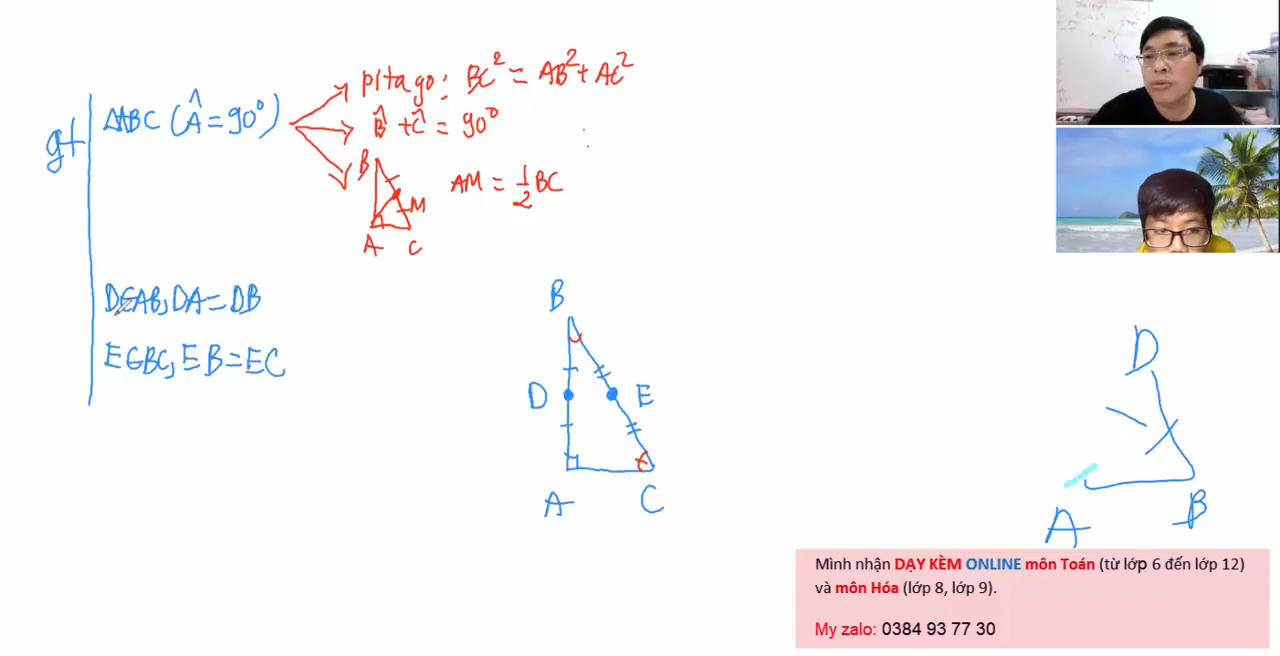 gt
ΔABC (Â = 90°)
pitago: BC² = AB² + AC²
B̂ + Ĉ = 90°
B
M
A C
AM = 1/2 BC
D∈AB, DA = DB
E∈BC, EB = EC
B
D E
A C
D
A B
Mình nhận DẠY KÈM ONLINE môn Toán (từ lớp 6 đến lớp 12)
và môn Hóa (lớp 8, lớp 9).
My zalo: 0384 93 77 30